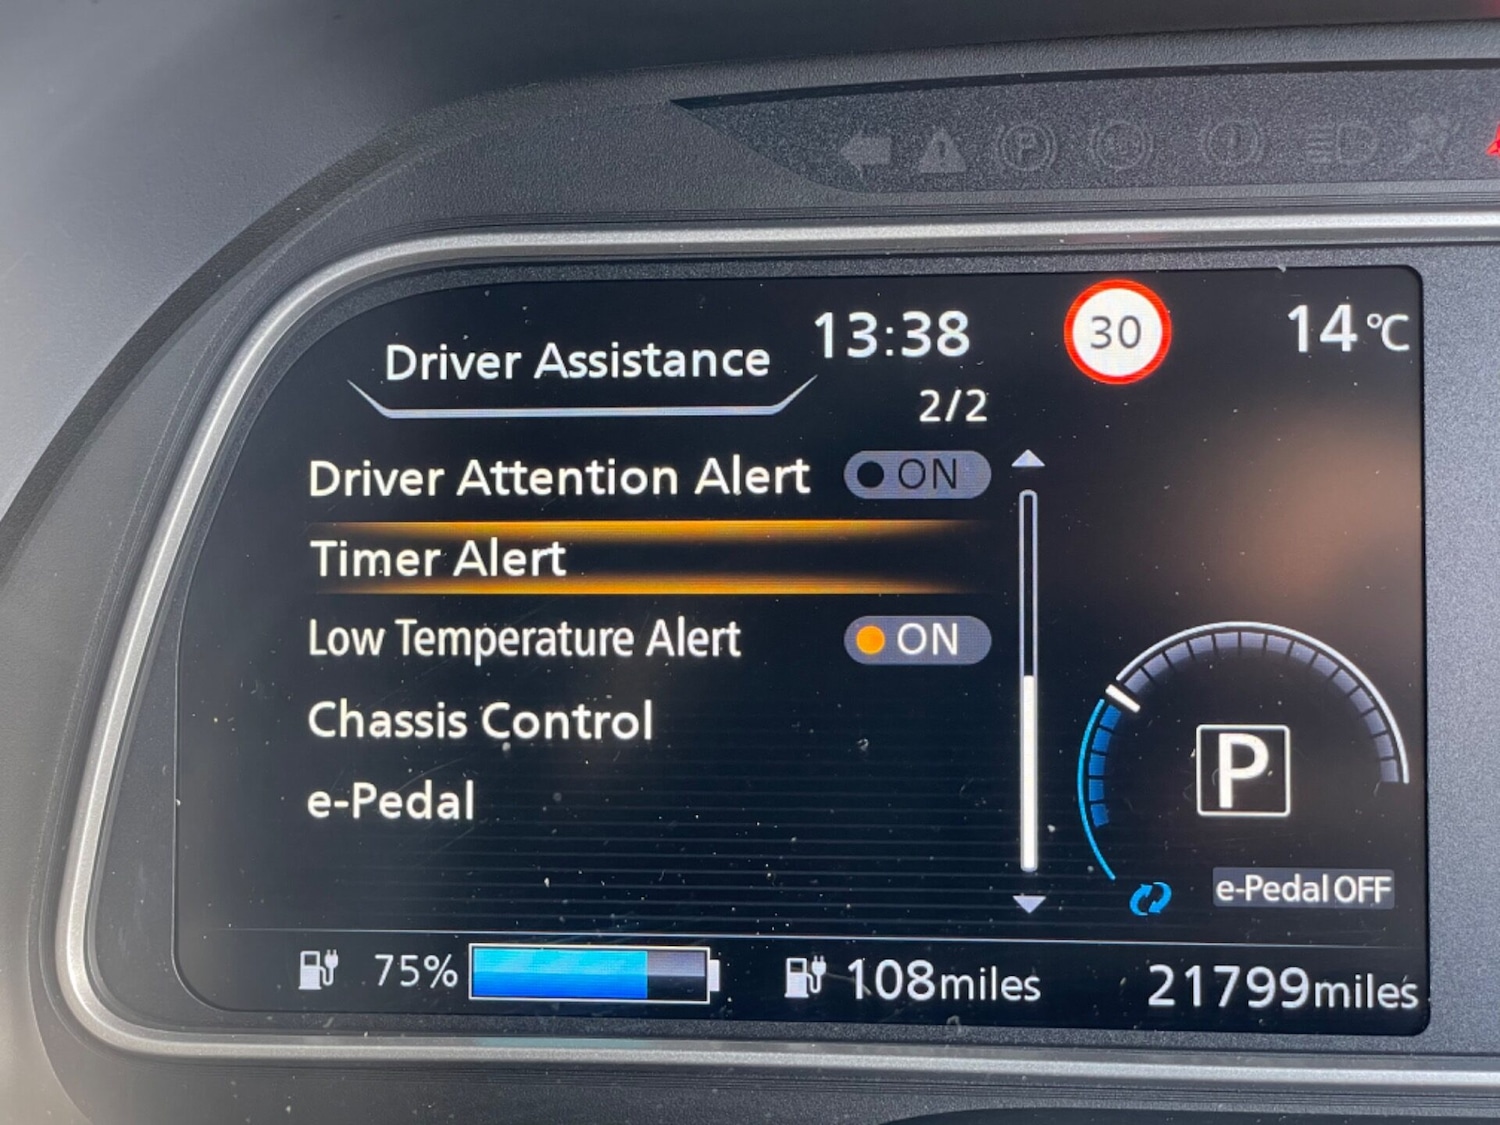 Driver Assistance 13:38 30 14°C
2/2
Driver Attention Alert ON
Timer Alert
Low Temperature Alert ON
Chassis Control
e-Pedal
P
e-Pedal OFF
75% 108miles 21799miles